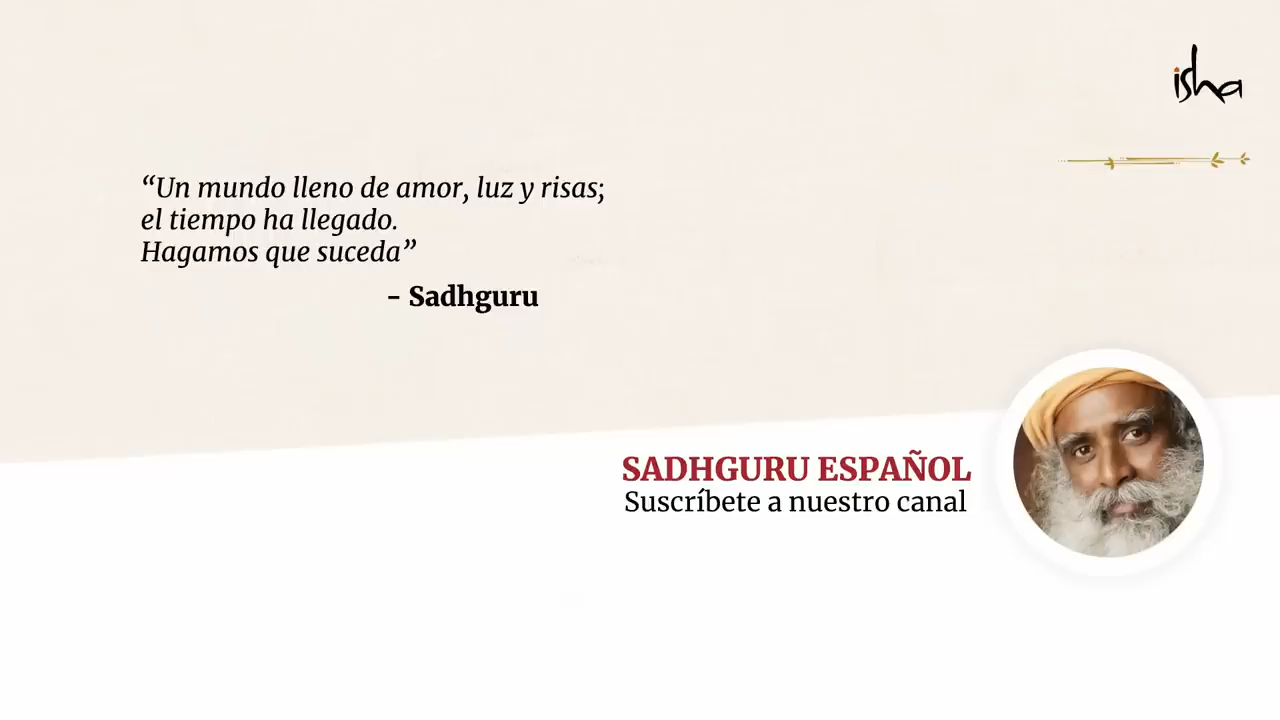 isha
“Un mundo lleno de amor, luz y risas;
el tiempo ha llegado.
Hagamos que suceda”
- Sadhguru
SADHGURU ESPAÑOL
Suscríbete a nuestro canal